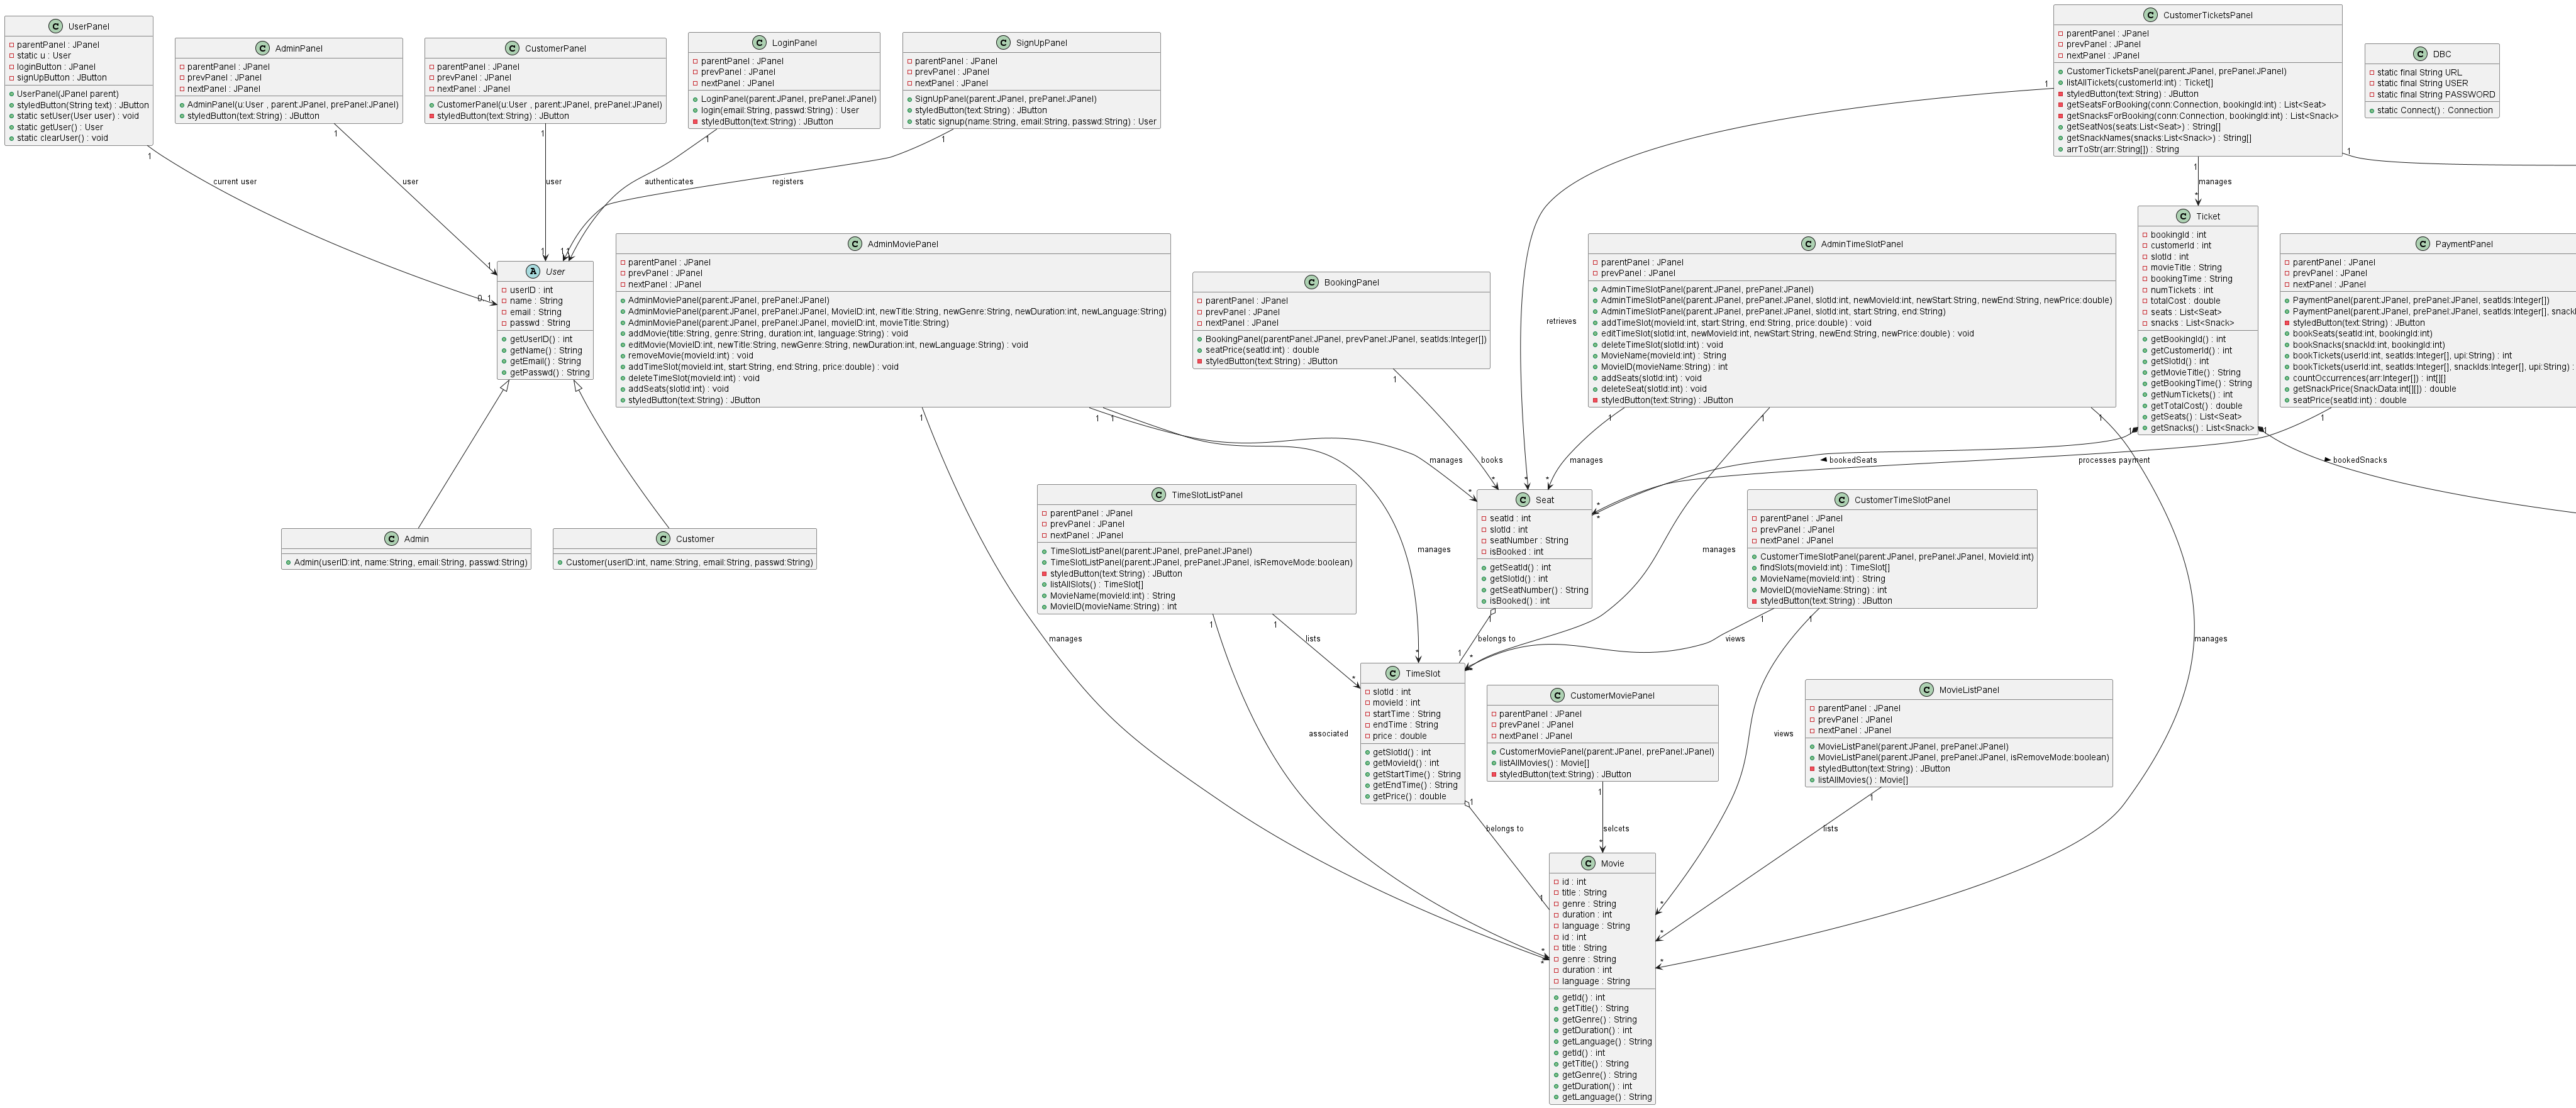 UserPanel
parentPanel : JPanel
static u : User
loginButton : JPanel
signUpButton : JButton
UserPanel(JPanel parent)
styledButton(String text) : JButton
static setUser(User user) : void
static getUser() : User
static clearUser() : void
AdminPanel
parentPanel : JPanel
prevPanel : JPanel
nextPanel : JPanel
AdminPanel(u:User , parent:JPanel, prePanel:JPanel)
styledButton(text:String) : JButton
CustomerPanel
parentPanel : JPanel
prevPanel : JPanel
nextPanel : JPanel
CustomerPanel(u:User , parent:JPanel, prePanel:JPanel)
styledButton(text:String) : JButton
LoginPanel
parentPanel : JPanel
prevPanel : JPanel
nextPanel : JPanel
LoginPanel(parent:JPanel, prePanel:JPanel)
login(email:String, passwd:String) : User
styledButton(text:String) : JButton
SignUpPanel
parentPanel : JPanel
prevPanel : JPanel
nextPanel : JPanel
SignUpPanel(parent:JPanel, prePanel:JPanel)
styledButton(text:String) : JButton
static signup(name:String, email:String, passwd:String) : User
CustomerTicketsPanel
parentPanel : JPanel
prevPanel : JPanel
nextPanel : JPanel
CustomerTicketsPanel(parent:JPanel, prePanel:JPanel)
listAllTickets(customerId:int) : Ticket[]
styledButton(text:String) : JButton
getSeatsForBooking(conn:Connection, bookingId:int) : List<Seat>
getSnacksForBooking(conn:Connection, bookingId:int) : List<Snack>
getSeatNos(seats:List<Seat>) : String[]
getSnackNames(snacks:List<Snack>) : String[]
arrToStr(arr:String[]) : String
DBC
static final String URL
static final String USER
static final String PASSWORD
static Connect() : Connection
1
1
1
1
1
1
1
1
current user
user
user
authenticates
registers
manages
1
1
1
1
0..1
*
User
userID : int
name : String
email : String
passwd : String
getUserID() : int
getName() : String
getEmail() : String
getPasswd() : String
AdminMoviePanel
parentPanel : JPanel
prevPanel : JPanel
nextPanel : JPanel
AdminMoviePanel(parent:JPanel, prePanel:JPanel)
AdminMoviePanel(parent:JPanel, prePanel:JPanel, MovieID:int, newTitle:String, newGenre:String, newDuration:int, newLanguage:String)
AdminMoviePanel(parent:JPanel, prePanel:JPanel, movieID:int, movieTitle:String)
addMovie(title:String, genre:String, duration:int, language:String) : void
editMovie(MovieID:int, newTitle:String, newGenre:String, newDuration:int, newLanguage:String) : void
removeMovie(movieId:int) : void
addTimeSlot(movieId:int, start:String, end:String, price:double) : void
deleteTimeSlot(movieId:int) : void
addSeats(slotId:int) : void
styledButton(text:String) : JButton
BookingPanel
parentPanel : JPanel
prevPanel : JPanel
nextPanel : JPanel
BookingPanel(parentPanel:JPanel, prevPanel:JPanel, seatIds:Integer[])
seatPrice(seatId:int) : double
styledButton(text:String) : JButton
retrieves
AdminTimeSlotPanel
parentPanel : JPanel
prevPanel : JPanel
AdminTimeSlotPanel(parent:JPanel, prePanel:JPanel)
AdminTimeSlotPanel(parent:JPanel, prePanel:JPanel, slotId:int, newMovieId:int, newStart:String, newEnd:String, newPrice:double)
AdminTimeSlotPanel(parent:JPanel, prePanel:JPanel, slotId:int, start:String, end:String)
addTimeSlot(movieId:int, start:String, end:String, price:double) : void
editTimeSlot(slotId:int, newMovieId:int, newStart:String, newEnd:String, newPrice:double) : void
deleteTimeSlot(slotId:int) : void
MovieName(movieId:int) : String
MovieID(movieName:String) : int
addSeats(slotId:int) : void
deleteSeat(slotId:int) : void
styledButton(text:String) : JButton
Ticket
bookingId : int
customerId : int
slotId : int
movieTitle : String
bookingTime : String
numTickets : int
totalCost : double
seats : List<Seat>
snacks : List<Snack>
getBookingId() : int
getCustomerId() : int
getSlotId() : int
getMovieTitle() : String
getBookingTime() : String
getNumTickets() : int
getTotalCost() : double
getSeats() : List<Seat>
getSnacks() : List<Snack>
PaymentPanel
parentPanel : JPanel
prevPanel : JPanel
nextPanel : JPanel
PaymentPanel(parent:JPanel, prePanel:JPanel, seatIds:Integer[])
PaymentPanel(parent:JPanel, prePanel:JPanel, seatIds:Integer[], snack
styledButton(text:String) : JButton
bookSeats(seatId:int, bookingId:int)
bookSnacks(snackId:int, bookingId:int)
bookTickets(userId:int, seatIds:Integer[], upi:String) : int
bookTickets(userId:int, seatIds:Integer[], snackIds:Integer[], upi:String) :
countOccurrences(arr:Integer[]) : int[][]
getSnackPrice(SnackData:int[][]) : double
seatPrice(seatId:int) : double
1
1
1
1
1
1
1
1
1
1
manages
books
manages
bookedSeats
processes payment
bookedSnacks
*
*
*
*
*
*
Admin
Admin(userID:int, name:String, email:String, passwd:String)
Customer
Customer(userID:int, name:String, email:String, passwd:String)
TimeSlotListPanel
parentPanel : JPanel
prevPanel : JPanel
nextPanel : JPanel
TimeSlotListPanel(parent:JPanel, prePanel:JPanel)
TimeSlotListPanel(parent:JPanel, prePanel:JPanel, isRemoveMode:boolean)
styledButton(text:String) : JButton
listAllSlots() : TimeSlot[]
MovieName(movieId:int) : String
MovieID(movieName:String) : int
manages
Seat
seatId : int
slotId : int
seatNumber : String
isBooked : int
getSeatId() : int
getSlotId() : int
getSeatNumber() : String
isBooked() : int
manages
CustomerTimeSlotPanel
parentPanel : JPanel
prevPanel : JPanel
nextPanel : JPanel
CustomerTimeSlotPanel(parent:JPanel, prePanel:JPanel, MovieId:int)
findSlots(movieId:int) : TimeSlot[]
MovieName(movieId:int) : String
MovieID(movieName:String) : int
styledButton(text:String) : JButton
1
1
1
1
1
manages
lists
belongs to
views
manages
*
1
*
*
*
TimeSlot
slotId : int
movieId : int
startTime : String
endTime : String
price : double
getSlotId() : int
getMovieId() : int
getStartTime() : String
getEndTime() : String
getPrice() : double
associated
CustomerMoviePanel
parentPanel : JPanel
prevPanel : JPanel
nextPanel : JPanel
CustomerMoviePanel(parent:JPanel, prePanel:JPanel)
listAllMovies() : Movie[]
styledButton(text:String) : JButton
views
MovieListPanel
parentPanel : JPanel
prevPanel : JPanel
nextPanel : JPanel
MovieListPanel(parent:JPanel, prePanel:JPanel)
MovieListPanel(parent:JPanel, prePanel:JPanel, isRemoveMode:boolean)
styledButton(text:String) : JButton
listAllMovies() : Movie[]
1
1
1
belongs to
selcets
lists
*
1
*
*
*
*
*
Movie
id : int
title : String
genre : String
duration : int
language : String
id : int
title : String
genre : String
duration : int
language : String
getId() : int
getTitle() : String
getGenre() : String
getDuration() : int
getLanguage() : String
getId() : int
getTitle() : String
getGenre() : String
getDuration() : int
getLanguage() : String